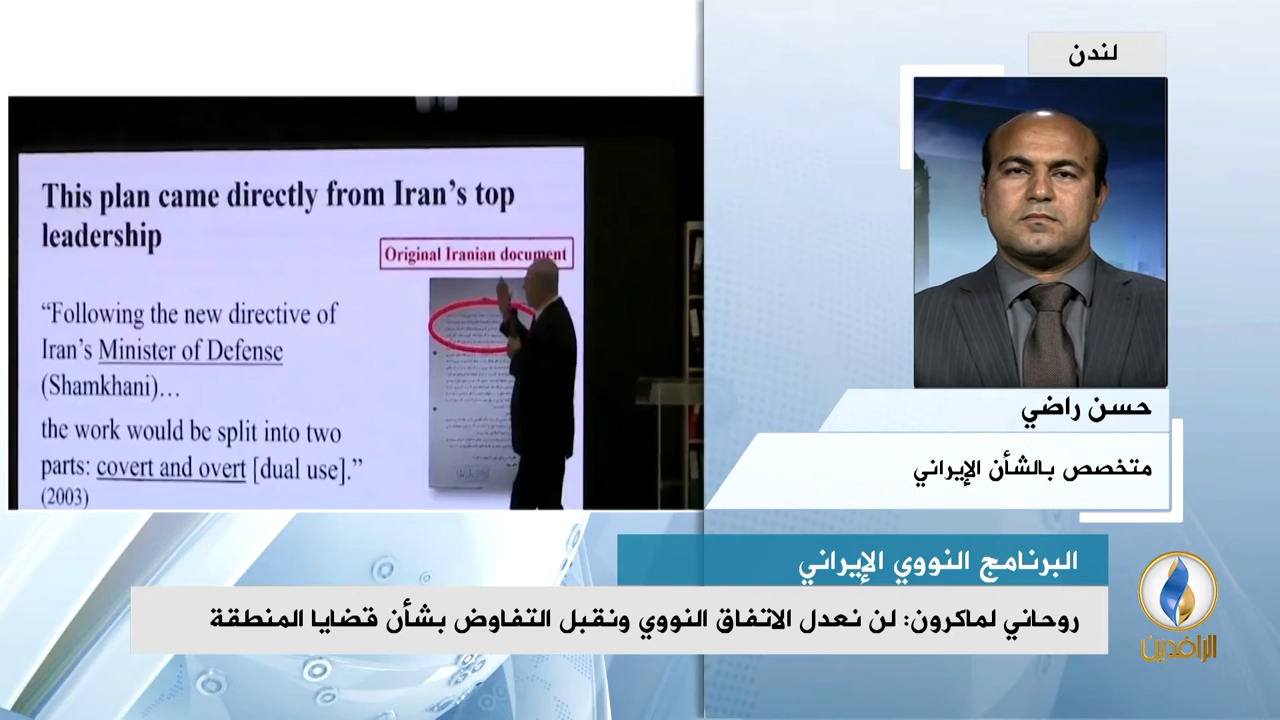 لندن
This plan came directly from Iran's top
leadership
Original Iranian document
“Following the new directive of
Iran's Minister of Defense
(Shamkhani)…
the work would be split into two
parts: covert and overt [dual use].”
(2003)
حسن راضي
متخصص بالشأن الإيراني
البرنامج النووي الإيراني
روحاني لماكرون: لن نعدل الاتفاق النووي ونقبل التفاوض بشأن قضايا المنطقة
الرافدين